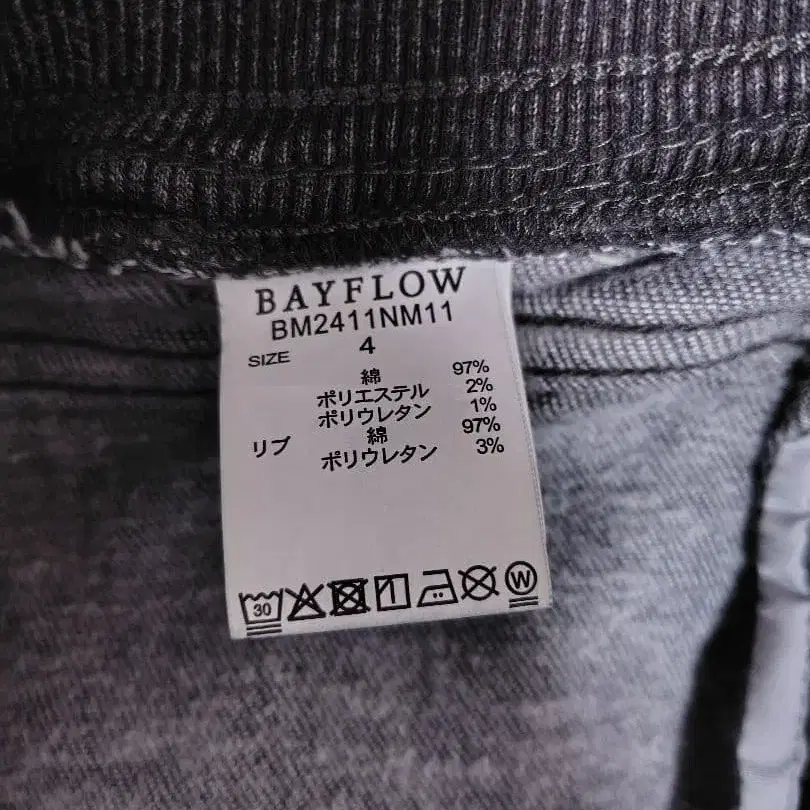 BAYFLOW
BM2411NM11
SIZE 4
綿 97%
ポリエステル 2%
ポリウレタン 1%
リブ 綿 97%
ポリウレタン 3%
30 W